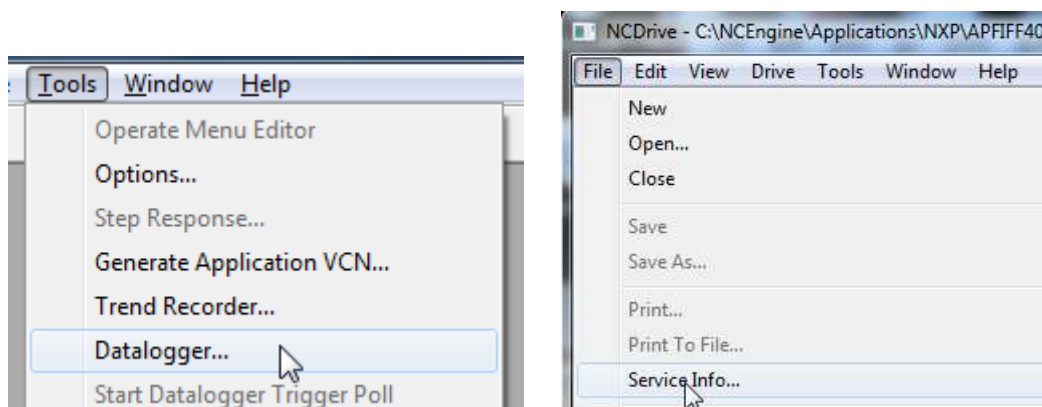 Tools Window Help
Operate Menu Editor
Options...
Step Response...
Generate Application VCN...
Trend Recorder...
Datalogger...
Start Datalogger Trigger Poll
NCDrive - C:\NCEngine\Applications\NXP\APFIFF40
File Edit View Drive Tools Window Help
New
Open...
Close
Save
Save As...
Print...
Print To File...
Service Info...